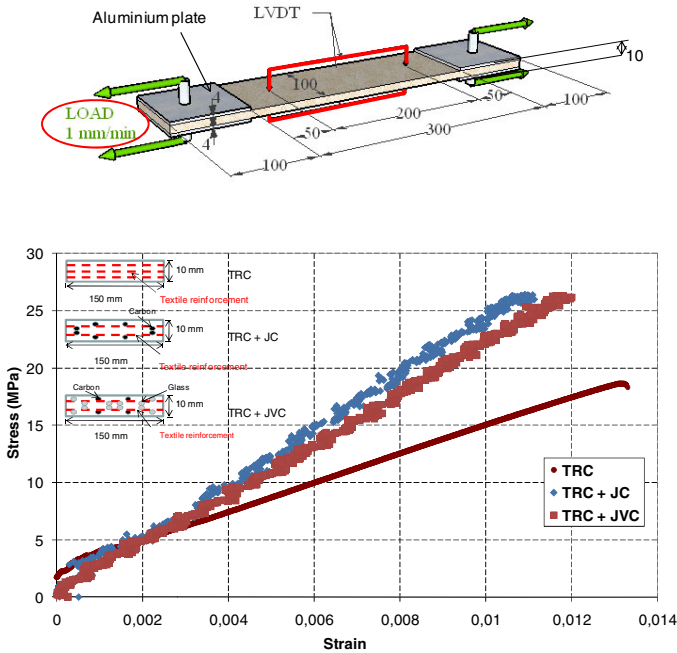 Aluminium plate
LVDT
10
100
4
LOAD
1 mm/min
4
50
200
50
100
300
100
30
25
20
15
10
5
0
Stress (MPa)
10 mm
TRC
150 mm
Textile reinforcement
Carbon
10 mm
TRC + JC
150 mm
Textile reinforcement
Carbon
Glass
10 mm
TRC + JVC
150 mm
Textile reinforcement
TRC
TRC + JC
TRC + JVC
0
0,002
0,004
0,006
0,008
0,01
0,012
0,014
Strain